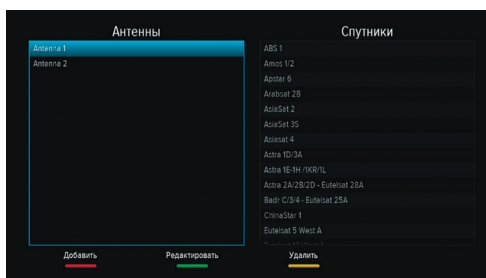 Антенны
Antenna 1
Antenna 2
Спутники
ABS 1
Amos 1/2
Apstar 6
Arabsat 2B
AsiaSat 2
AsiaSat 3S
Asiasat 4
Astra 1D/3A
Astra 1E-1H /1KR/1L
Astra 2A/2B/2D - Eutelsat 28A
Badr C/3/4 - Eutelsat 25A
ChinaStar 1
Eutelsat 5 West A
Добавить
Редактировать
Удалить